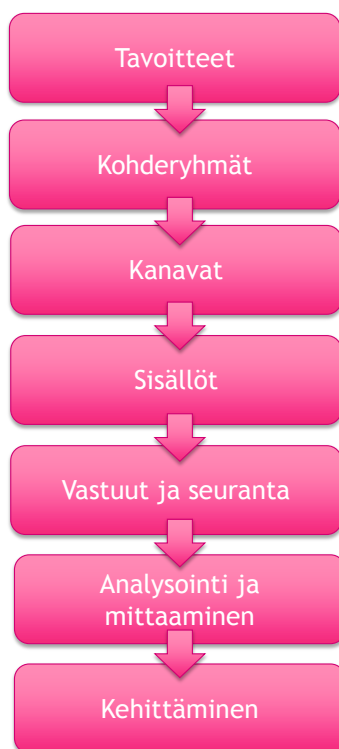 Tavoitteet
Kohderyhmät
Kanavat
Sisällöt
Vastuut ja seuranta
Analysointi ja
mittaaminen
Kehittäminen